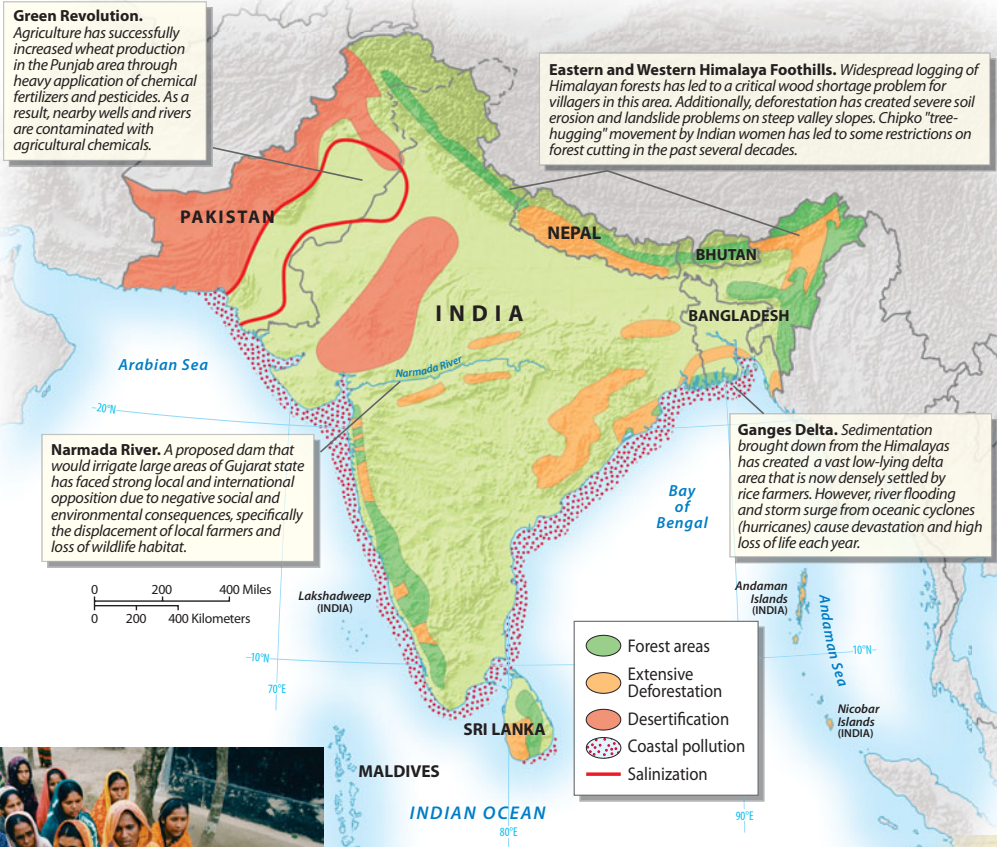 Green Revolution.
Agriculture has successfully
increased wheat production
in the Punjab area through
heavy application of chemical
fertilizers and pesticides. As a
result, nearby wells and rivers
are contaminated with
agricultural chemicals.
Eastern and Western Himalaya Foothills. Widespread logging of
Himalayan forests has led to a critical wood shortage problem for
villagers in this area. Additionally, deforestation has created severe soil
erosion and landslide problems on steep valley slopes. Chipko "tree-
hugging" movement by Indian women has led to some restrictions on
forest cutting in the past several decades.
PAKISTAN
NEPAL
BHUTAN
INDIA
BANGLADESH
Arabian Sea
Narmada River
20°N
Narmada River. A proposed dam that
would irrigate large areas of Gujarat state
has faced strong local and international
opposition due to negative social and
environmental consequences, specifically
the displacement of local farmers and
loss of wildlife habitat.
Ganges Delta. Sedimentation
brought down from the Himalayas
has created a vast low-lying delta
area that is now densely settled by
rice farmers. However, river flooding
and storm surge from oceanic cyclones
(hurricanes) cause devastation and high
loss of life each year.
Bay
of
Bengal
0 200 400 Miles
0 200 400 Kilometers
Lakshadweep
(INDIA)
Andaman
Islands
(INDIA)
Andaman Sea
10°N
10°N
70°E
Forest areas
Extensive
Deforestation
Desertification
Coastal pollution
Salinization
Nicobar
Islands
(INDIA)
SRI LANKA
MALDIVES
INDIAN OCEAN
80°E
90°E